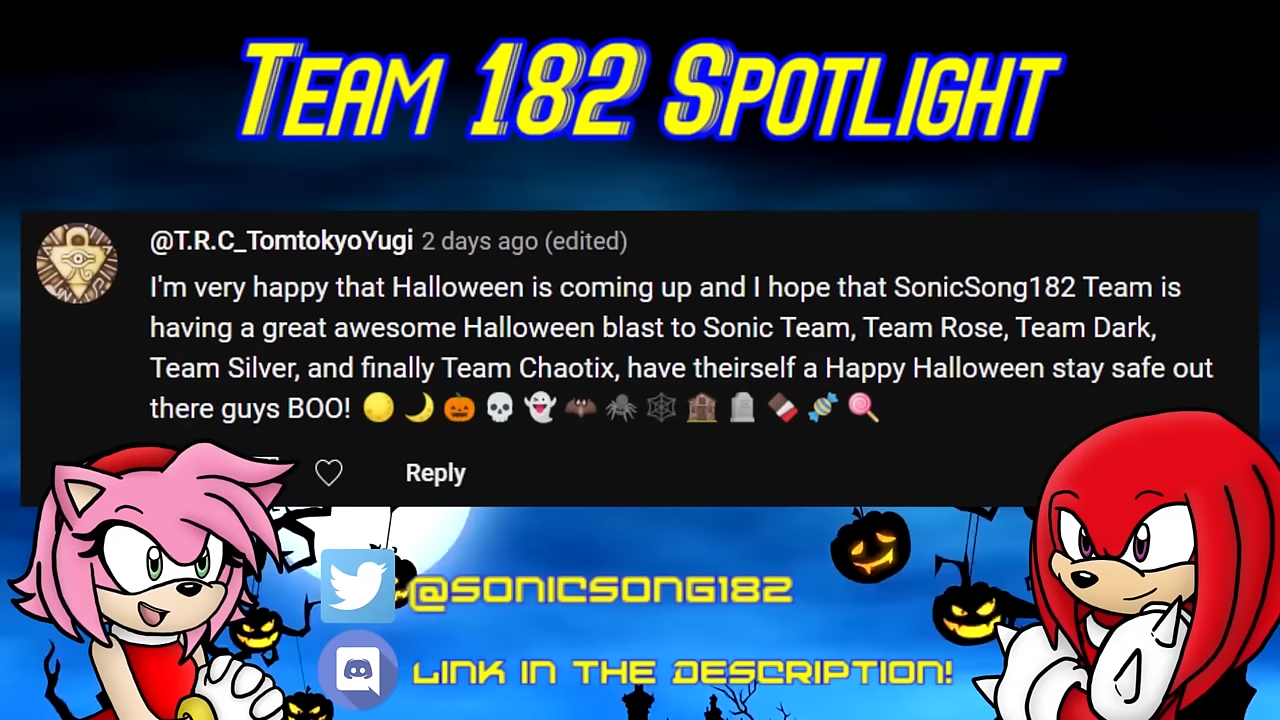 Team 182 Spotlight
@T.R.C_TomtokyoYugi 2 days ago (edited)
I'm very happy that Halloween is coming up and I hope that SonicSong182 Team is
having a great awesome Halloween blast to Sonic Team, Team Rose, Team Dark,
Team Silver, and finally Team Chaotix, have theirself a Happy Halloween stay safe out
there guys BOO! 🌕🌙🎃💀👻🦇🕷🕸🏚🪦🍫🍬🍭
Reply
@SONICSONG182
LINK IN THE DESCRIPTION!